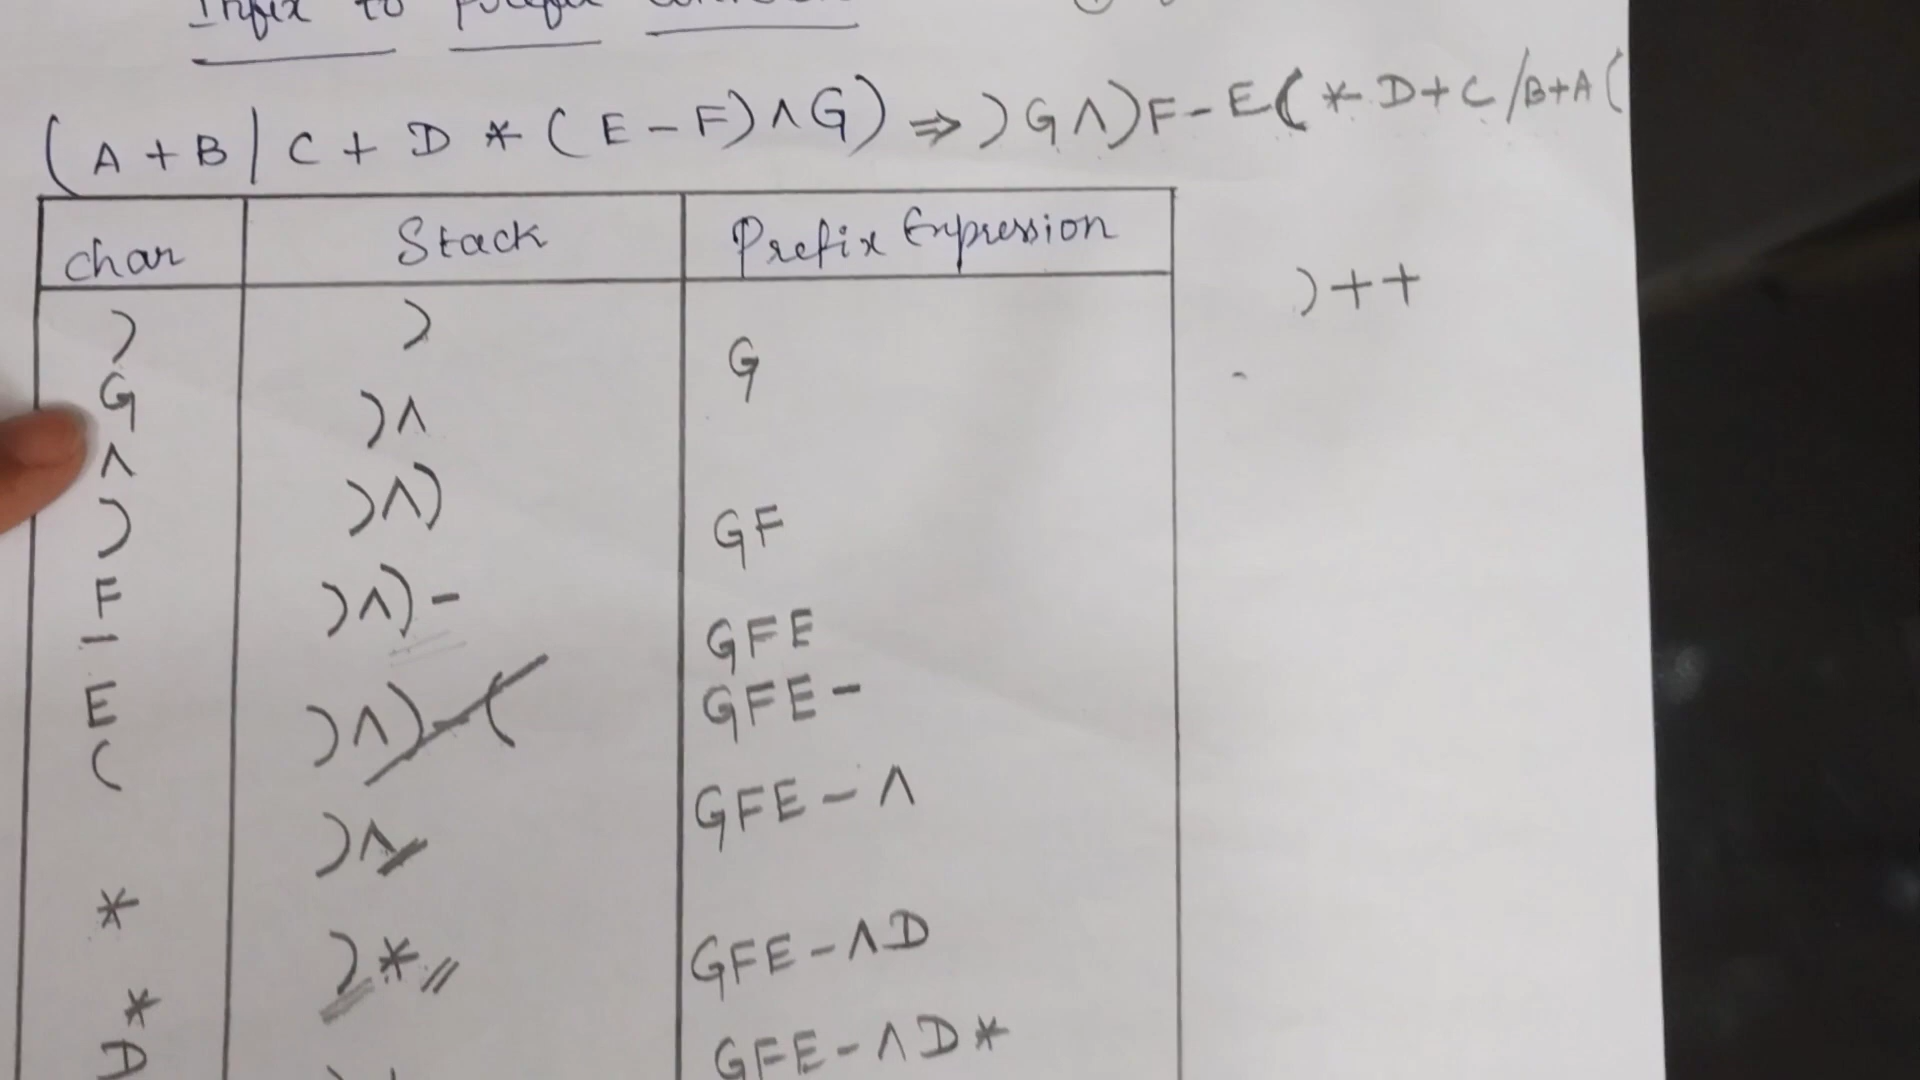 Infix to prefix
(A+B/C+D*(E-F)^G) ⇒ )G^)F-E(*D+C/B+A(
char Stack Prefix Expression
) )
G G
)^
^
)^)
) GF
F )^)-
- GFE
E GFE-
)^)-(
(
GFE-^
)^
*
)* GFE-^D
*
D GFE-^D*
)++